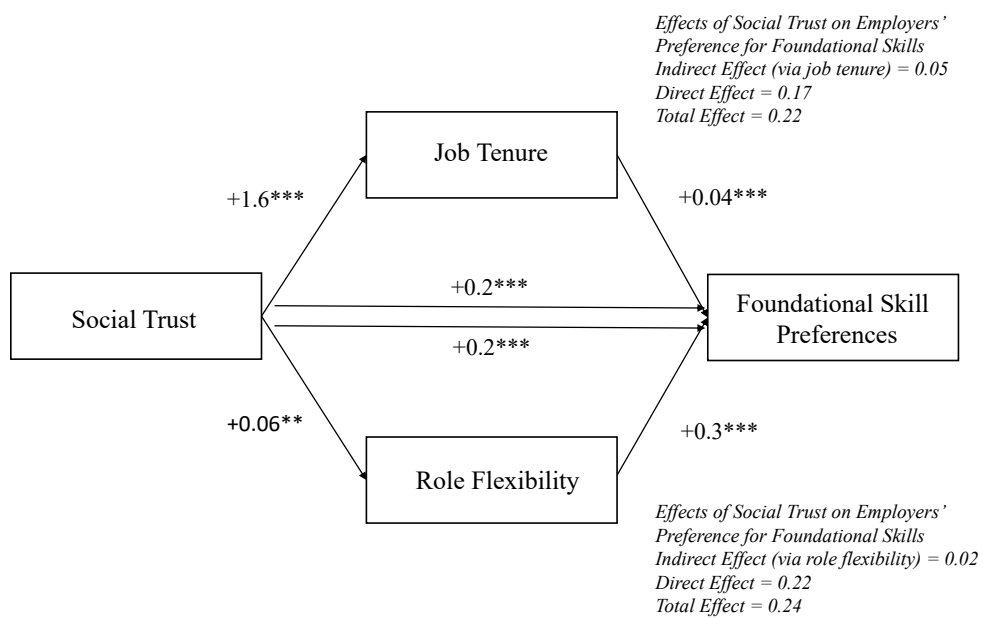 Effects of Social Trust on Employers’
Preference for Foundational Skills
Indirect Effect (via job tenure) = 0.05
Direct Effect = 0.17
Total Effect = 0.22
Job Tenure
+1.6***
+0.04***
+0.2***
Social Trust
Foundational Skill
Preferences
+0.2***
+0.06**
+0.3***
Role Flexibility
Effects of Social Trust on Employers’
Preference for Foundational Skills
Indirect Effect (via role flexibility) = 0.02
Direct Effect = 0.22
Total Effect = 0.24